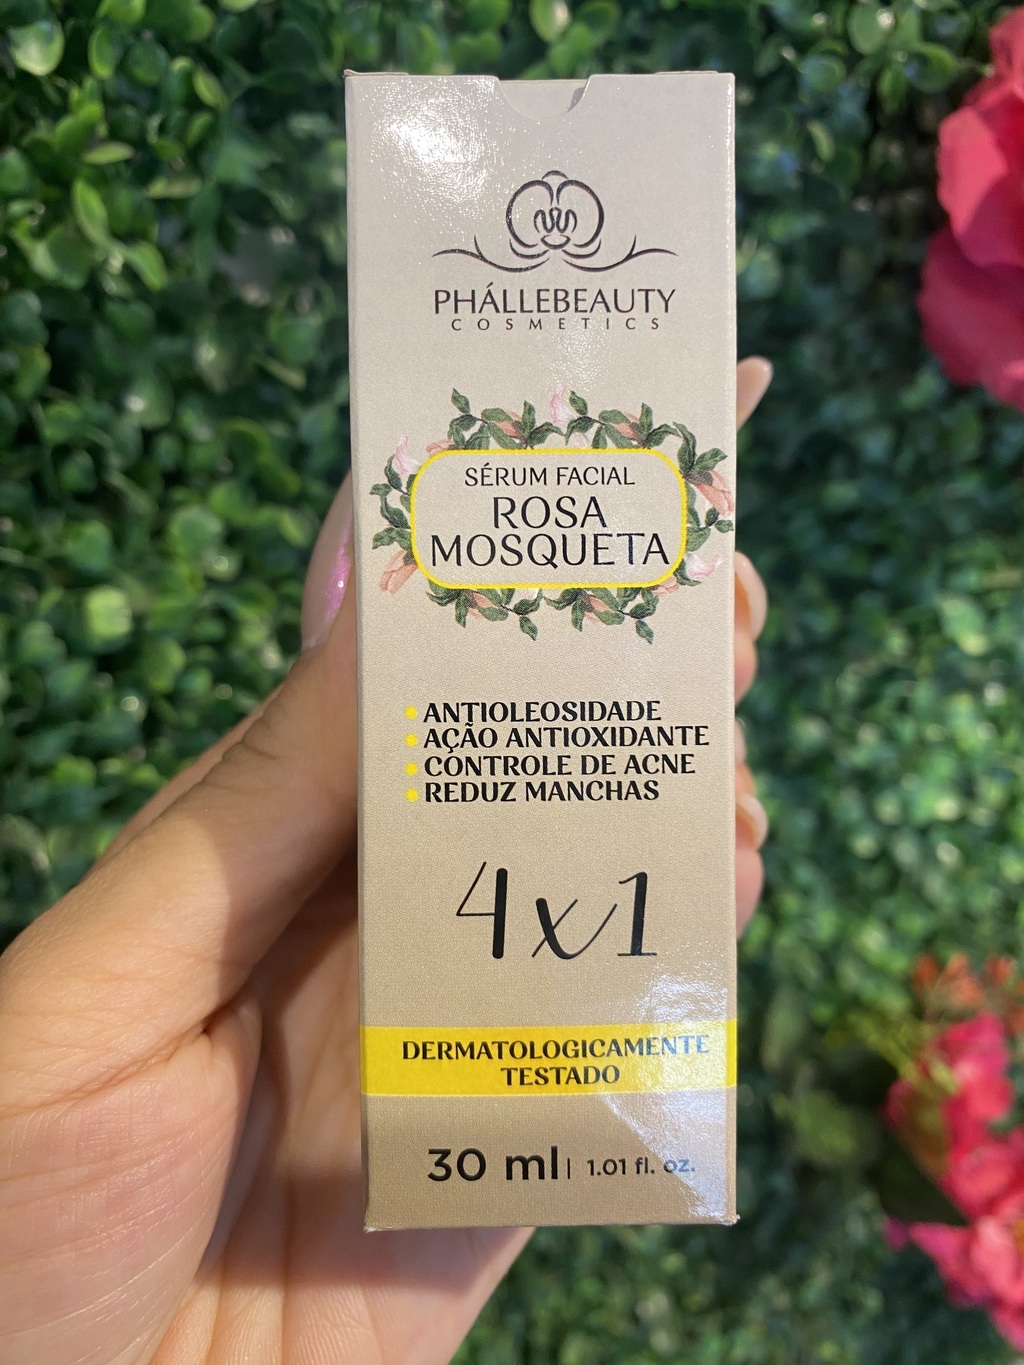 PHÁLLEBEAUTY
COSMETICS
SÉRUM FACIAL
ROSA
MOSQUETA
ANTIOLEOSIDADE
AÇÃO ANTIOXIDANTE
CONTROLE DE ACNE
REDUZ MANCHAS
4x1
DERMATOLOGICAMENTE
TESTADO
30 ml | 1.01 fl. oz.